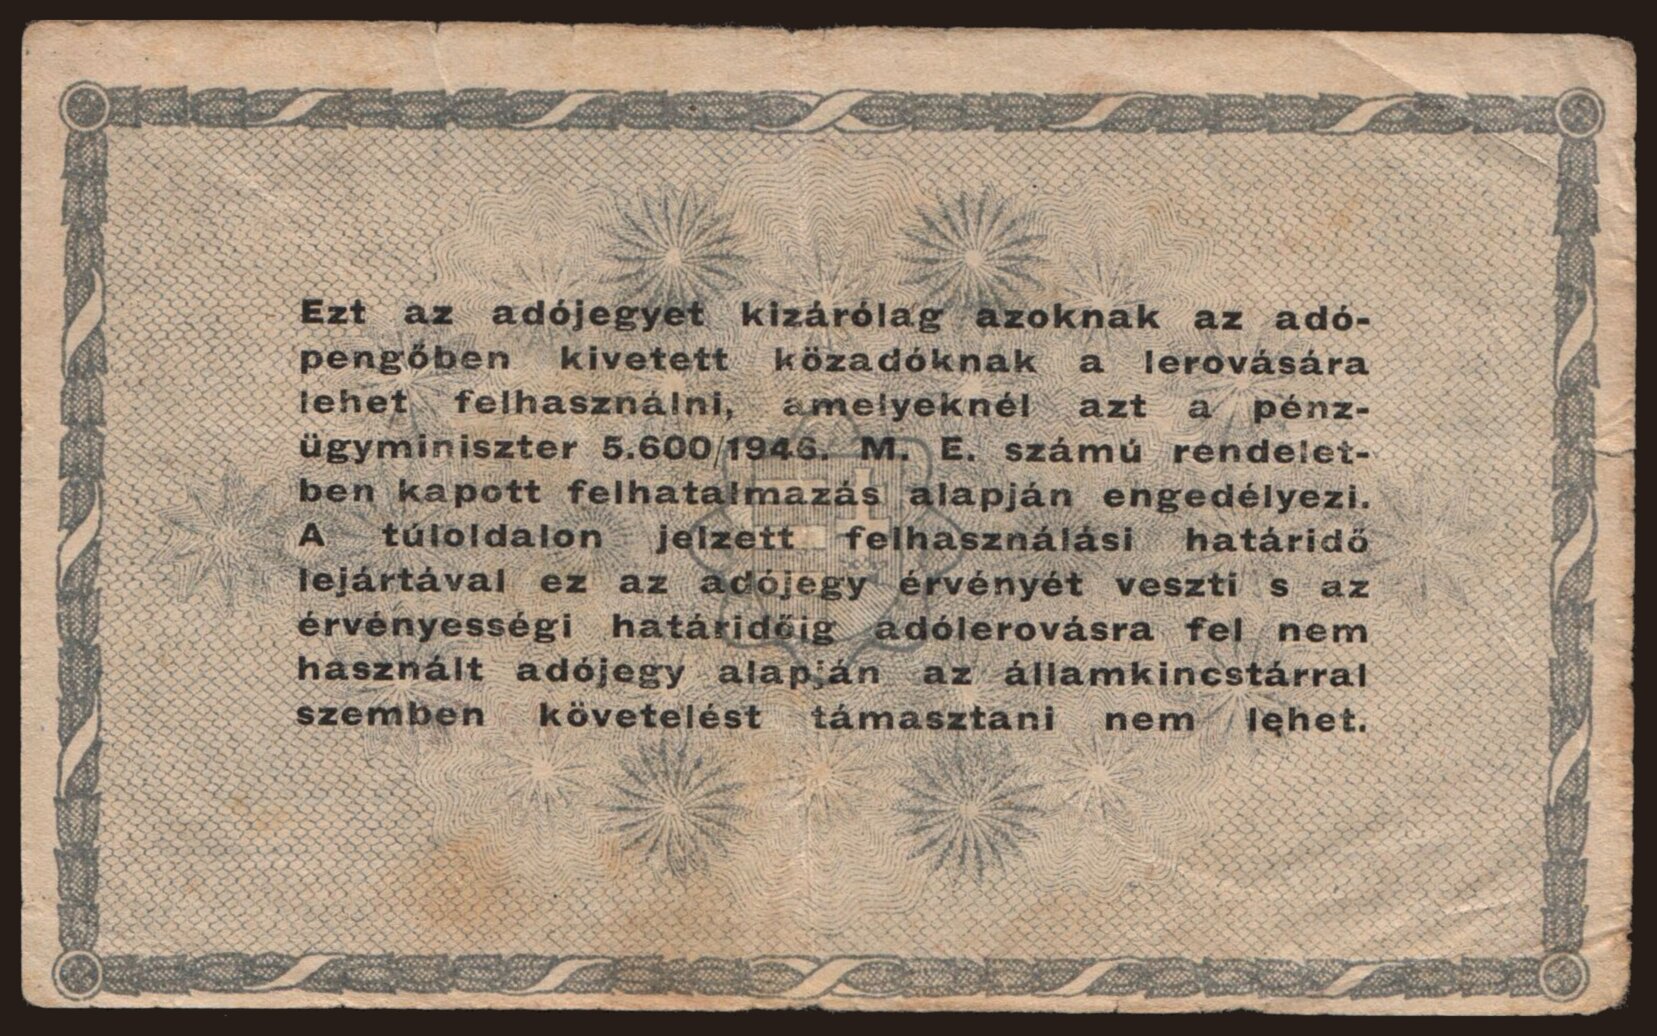 Ezt az adójegyet kizárólag azoknak az adó-
pengőben kivetett közadóknak a lerovására
lehet felhasználni, amelyeknél azt a pénz-
ügyminiszter 5.600/1946. M. E. számú rendelet-
ben kapott felhatalmazás alapján engedélyezi.
A túloldalon jelzett felhasználási határidő
lejártával ez az adójegy érvényét veszti s az
érvényességi határidőig adólerovásra fel nem
használt adójegy alapján az államkincstárral
szemben követelést támasztani nem lehet.